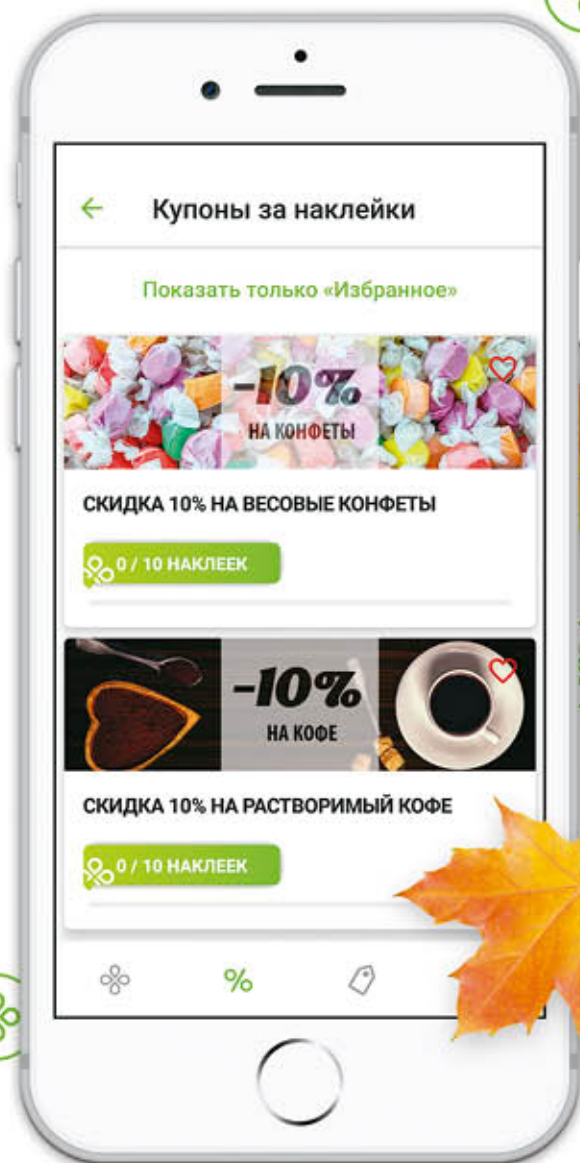 Купоны за наклейки
Показать только «Избранное»
-10%
НА КОНФЕТЫ
СКИДКА 10% НА ВЕСОВЫЕ КОНФЕТЫ
0 / 10 НАКЛЕЕК
-10%
НА КОФЕ
СКИДКА 10% НА РАСТВОРИМЫЙ КОФЕ
0 / 10 НАКЛЕЕК
%